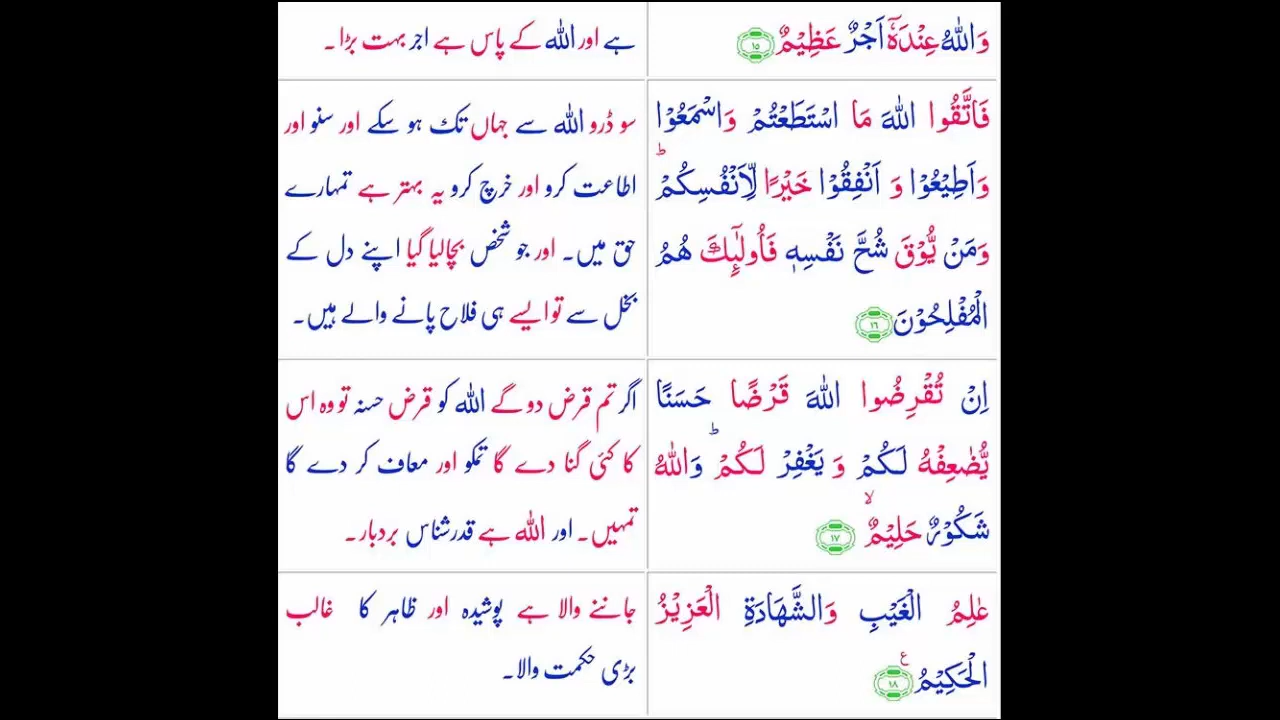 وَاللّٰهُ عِنْدَهٗۤ اَجْرٌ عَظِيْمٌ ۝١٥
ہے اور اللہ کے پاس ہے اجر بہت بڑا۔
فَاتَّقُوا اللّٰهَ مَا اسْتَطَعْتُمْ وَاسْمَعُوْا
وَاَطِيْعُوْا وَ اَنْفِقُوْا خَيْرًا لِّاَنْفُسِكُمْ ؕ
وَمَنْ يُّوْقَ شُحَّ نَفْسِهٖ فَاُولٰٓئِكَ هُمُ
الْمُفْلِحُوْنَ ۝١٦
سو ڈرو اللہ سے جہاں تک ہو سکے اور سنو اور
اطاعت کرو اور خرچ کرو یہ بہتر ہے تمہارے
حق میں۔ اور جو شخص بچالیا گیا اپنے دل کے
بخل سے تو ایسے ہی فلاح پانے والے ہیں۔
اِنْ تُقْرِضُوا اللّٰهَ قَرْضًا حَسَنًا
يُّضٰعِفْهُ لَكُمْ وَ يَغْفِرْ لَكُمْ ؕ وَاللّٰهُ
شَكُوْرٌ حَلِيْمٌ ۙ ۝١٧
اگر تم قرض دو گے اللہ کو قرض حسنہ تو وہ اس
کا کئی گنا دے گا تمکو اور معاف کر دے گا
تمہیں۔ اور اللہ ہے قدرشناس بردبار۔
عٰلِمُ الْغَيْبِ وَالشَّهَادَةِ الْعَزِيْزُ
الْحَكِيْمُ ۝١٨ ع
جاننے والا ہے پوشیدہ اور ظاہر کا غالب
بڑی حکمت والا۔